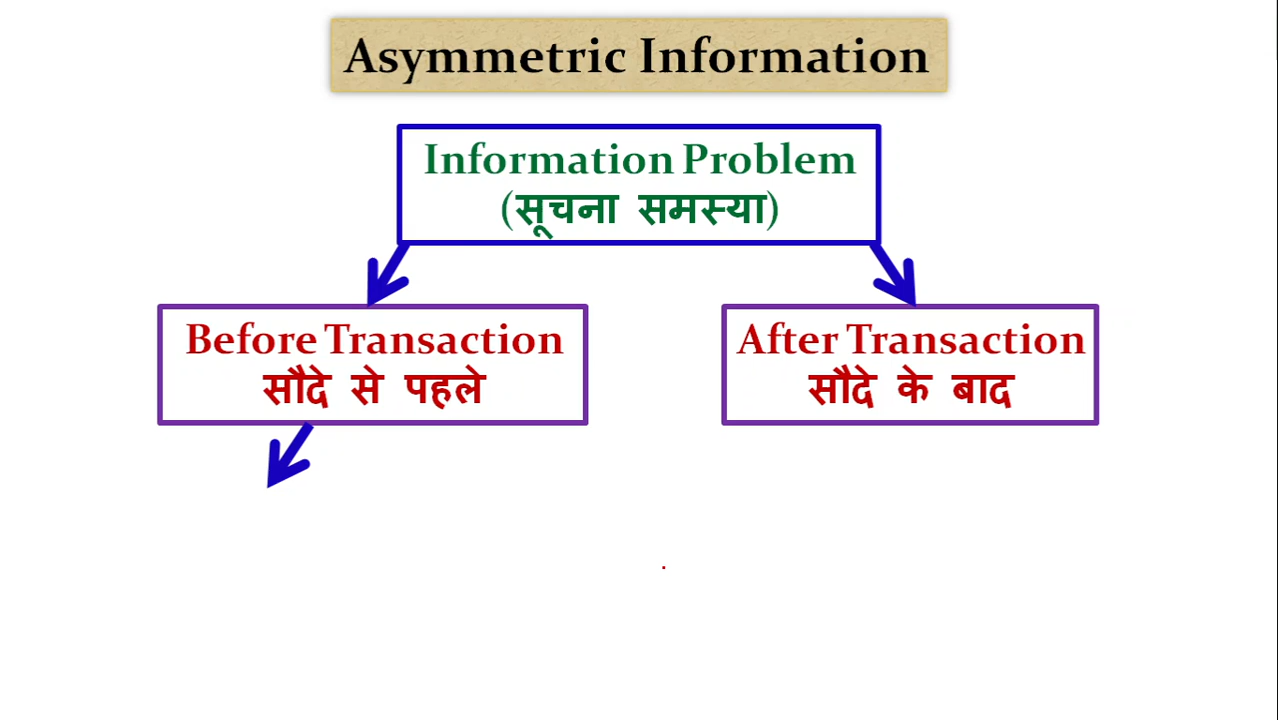 Asymmetric Information
Information Problem
(सूचना समस्या)
Before Transaction
सौदे से पहले
After Transaction
सौदे के बाद